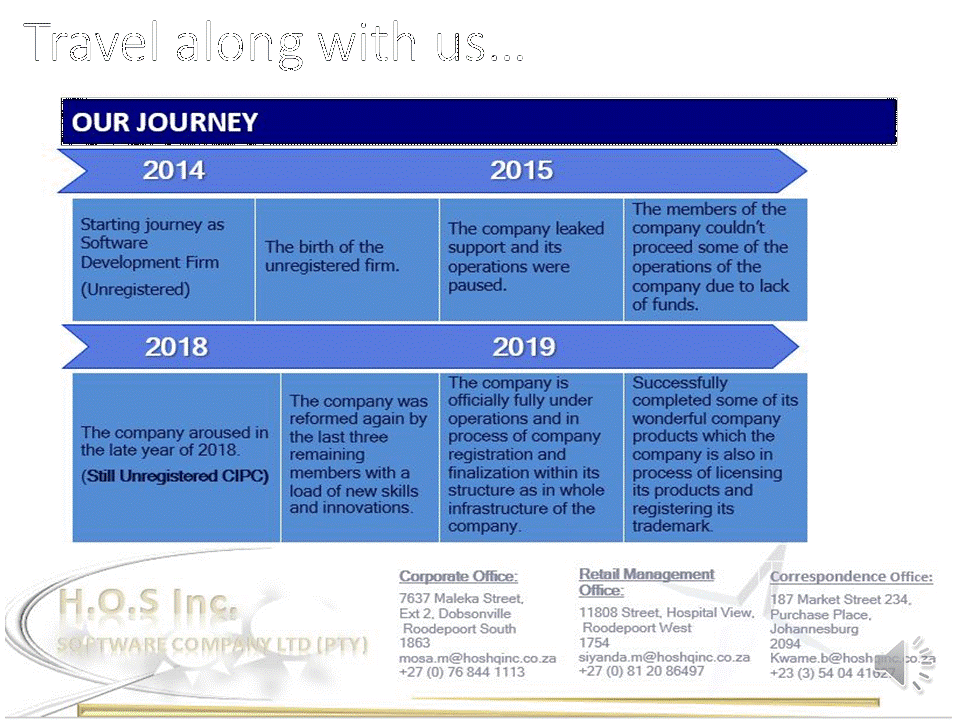 Travel along with us...
OUR JOURNEY
2014
2015
Starting journey as
Software
Development Firm
(Unregistered)
The birth of the
unregistered firm.
The company leaked
support and its
operations were
paused.
The members of the
company couldn't
proceed some of the
operations of the
company due to lack
of funds.
2018
2019
The company aroused in
the late year of 2018.
(Still Unregistered CIPC)
The company was
reformed again by
the last three
remaining
members with a
load of new skills
and innovations.
The company is
officially fully under
operations and in
process of company
registration and
finalization within its
structure as in whole
infrastructure of the
company.
Successfully
completed some of its
wonderful company
products which the
company is also in
process of licensing
its products and
registering its
trademark.
H.O.S Inc.
SOFTWARE COMPANY LTD (PTY)
Corporate Office:
7637 Maleka Street,
Ext 2, Dobsonville
Roodepoort South
1863
mosa.m@hoshqinc.co.za
+27 (0) 76 844 1113
Retail Management
Office:
11808 Street, Hospital View,
Roodepoort West
1754
siyanda.m@hoshqinc.co.za
+27 (0) 81 20 86497
Correspondence Office:
187 Market Street 234,
Purchase Place,
Johannesburg
2094
Kwame.b@hoshqinc.co.za
+23 (3) 54 04 41627